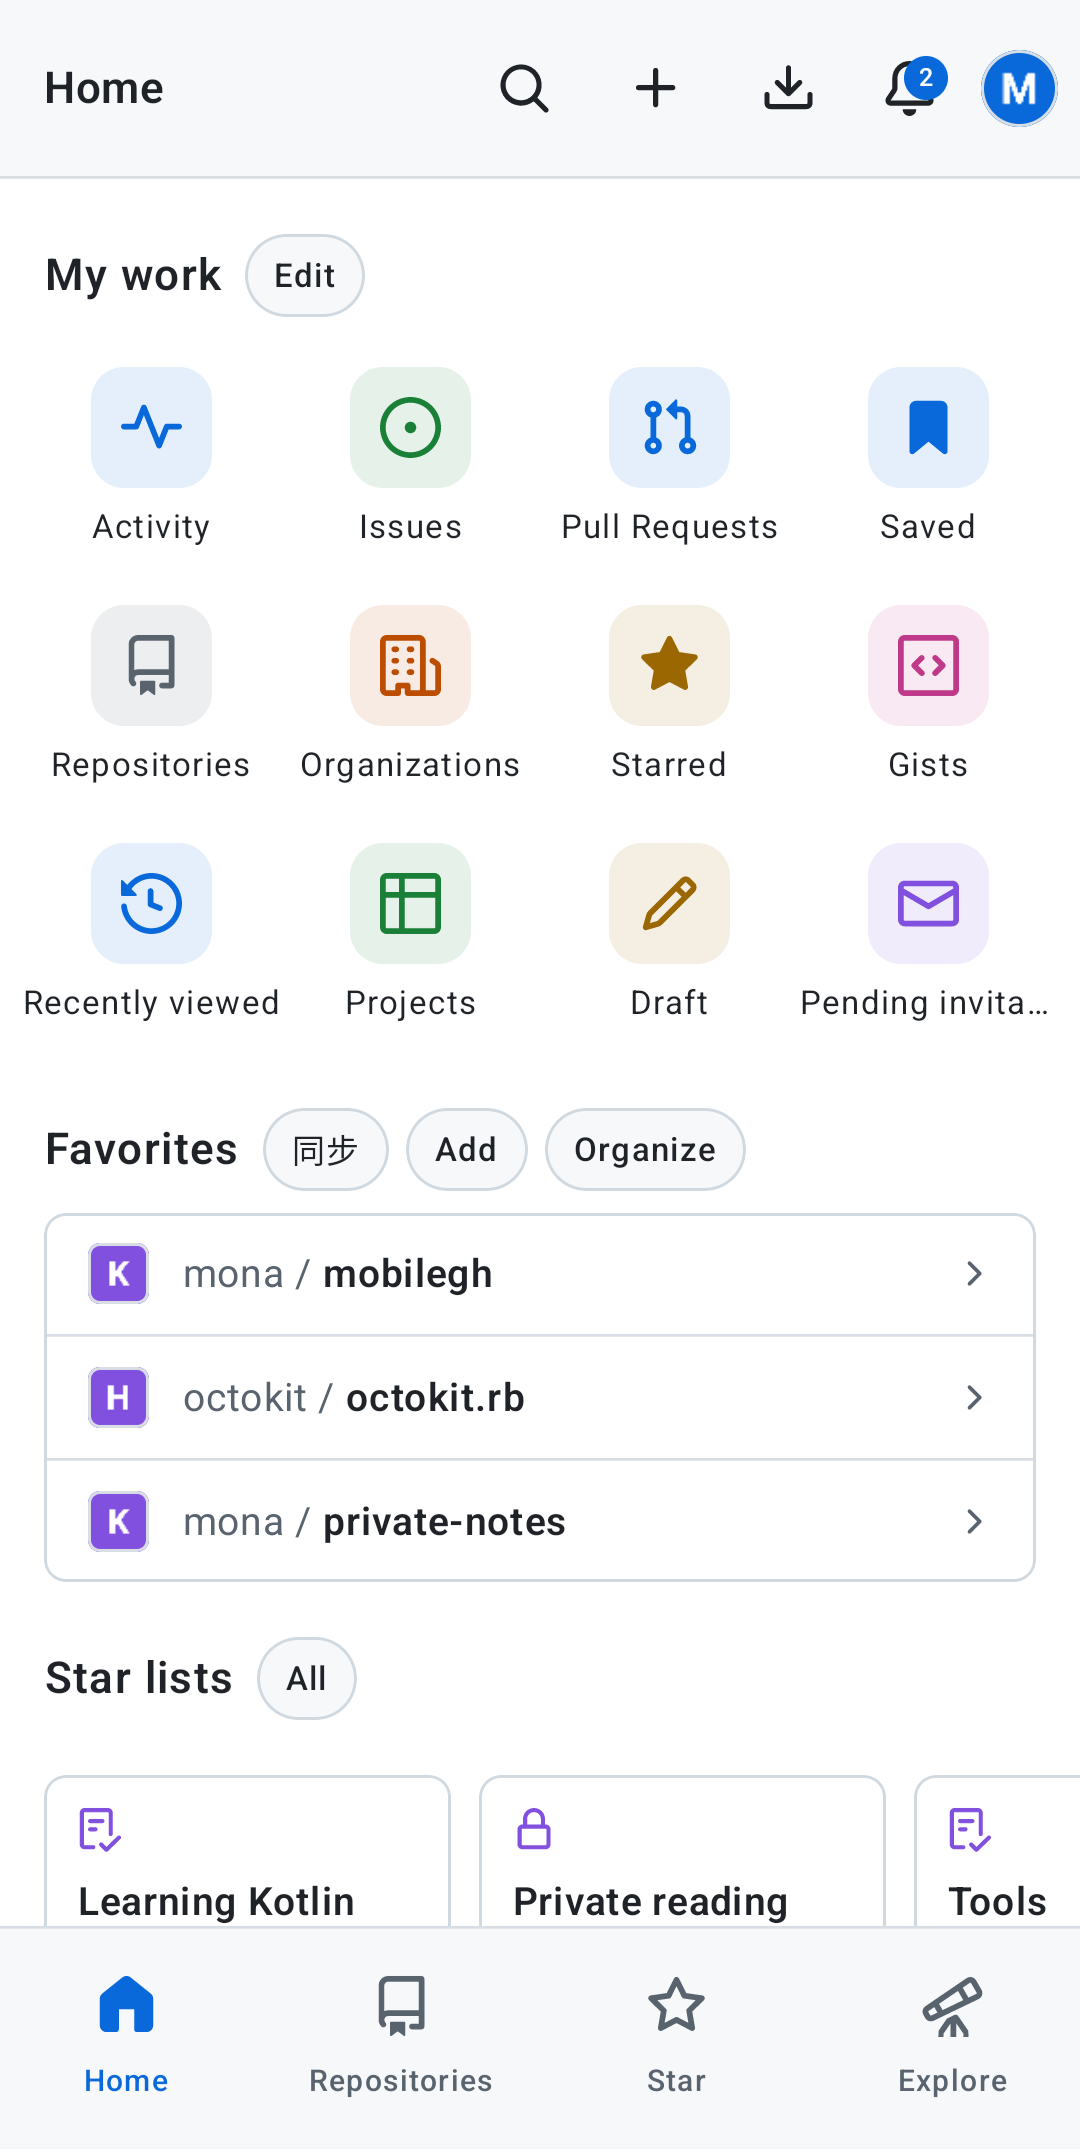 Home
2
M
My work
Edit
Activity
Issues
Pull Requests
Saved
Repositories
Organizations
Starred
Gists
Recently viewed
Projects
Draft
Pending invita…
Favorites
同步
Add
Organize
K
mona / mobilegh
H
octokit / octokit.rb
K
mona / private-notes
Star lists
All
Learning Kotlin
Private reading
Tools
Home
Repositories
Star
Explore